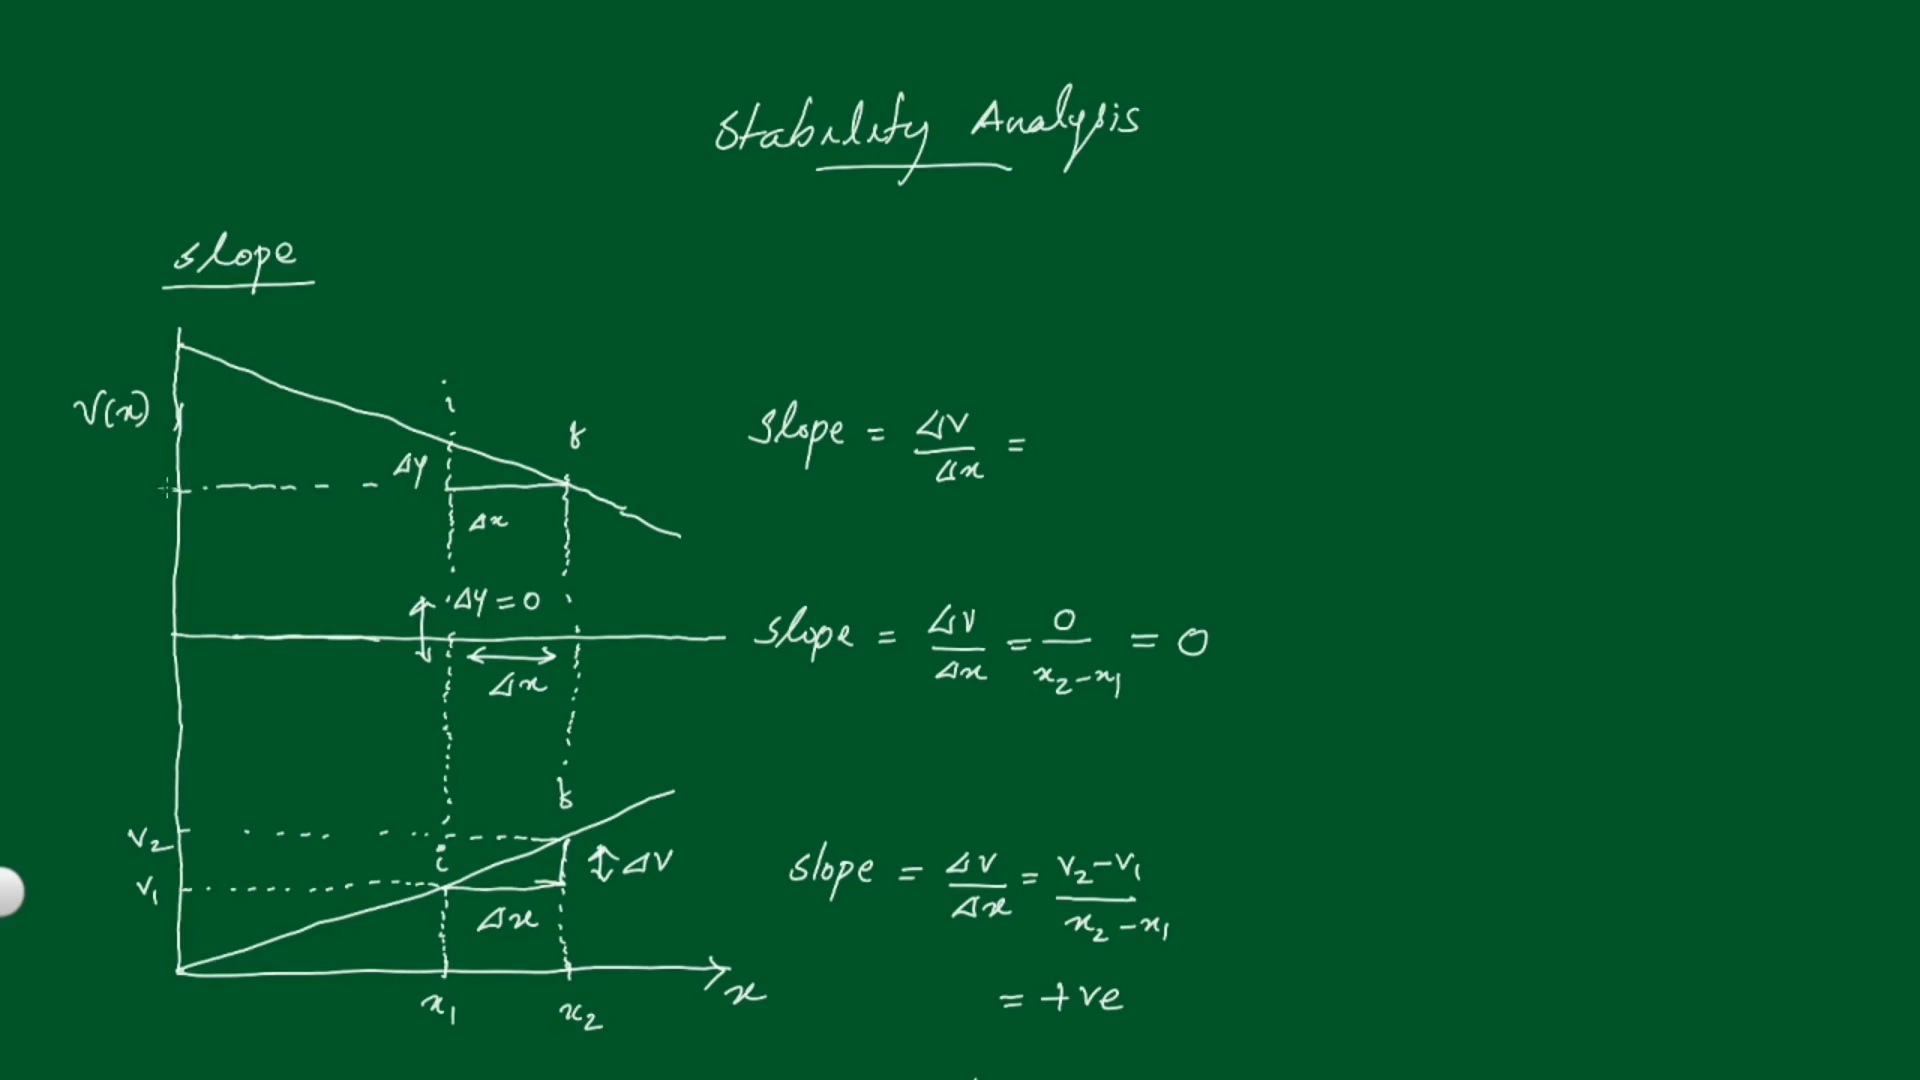 Stability Analysis
slope
V(x)
i
f
Δy
Δx
slope = ΔV/Δx =
Δy = 0
Δx
slope = ΔV/Δx = 0/x₂-x₁ = 0
f
V₂
i
V₁
ΔV
Δx
slope = ΔV/Δx = V₂-V₁/x₂-x₁
= +ve
x₁
x₂
x